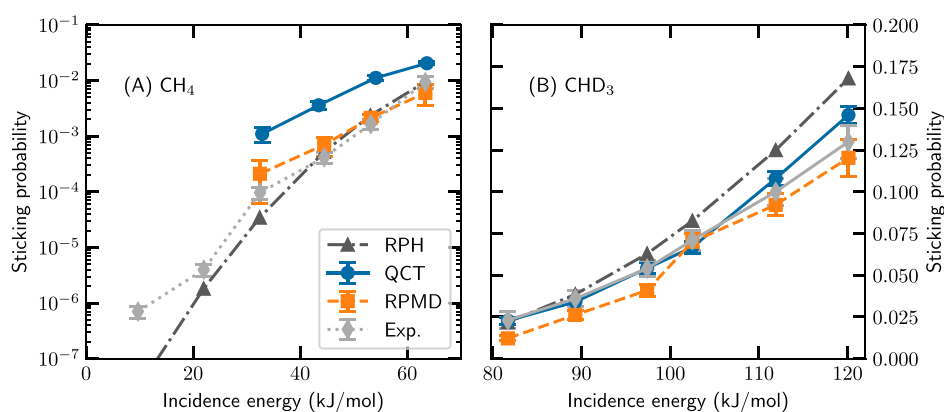 10⁻¹
10⁻²
10⁻³
10⁻⁴
10⁻⁵
10⁻⁶
10⁻⁷
Sticking probability
(A) CH₄
RPH
QCT
RPMD
Exp.
0 20 40 60
Incidence energy (kJ/mol)
(B) CHD₃
80 90 100 110 120
Incidence energy (kJ/mol)
0.200
0.175
0.150
0.125
0.100
0.075
0.050
0.025
0.000
Sticking probability